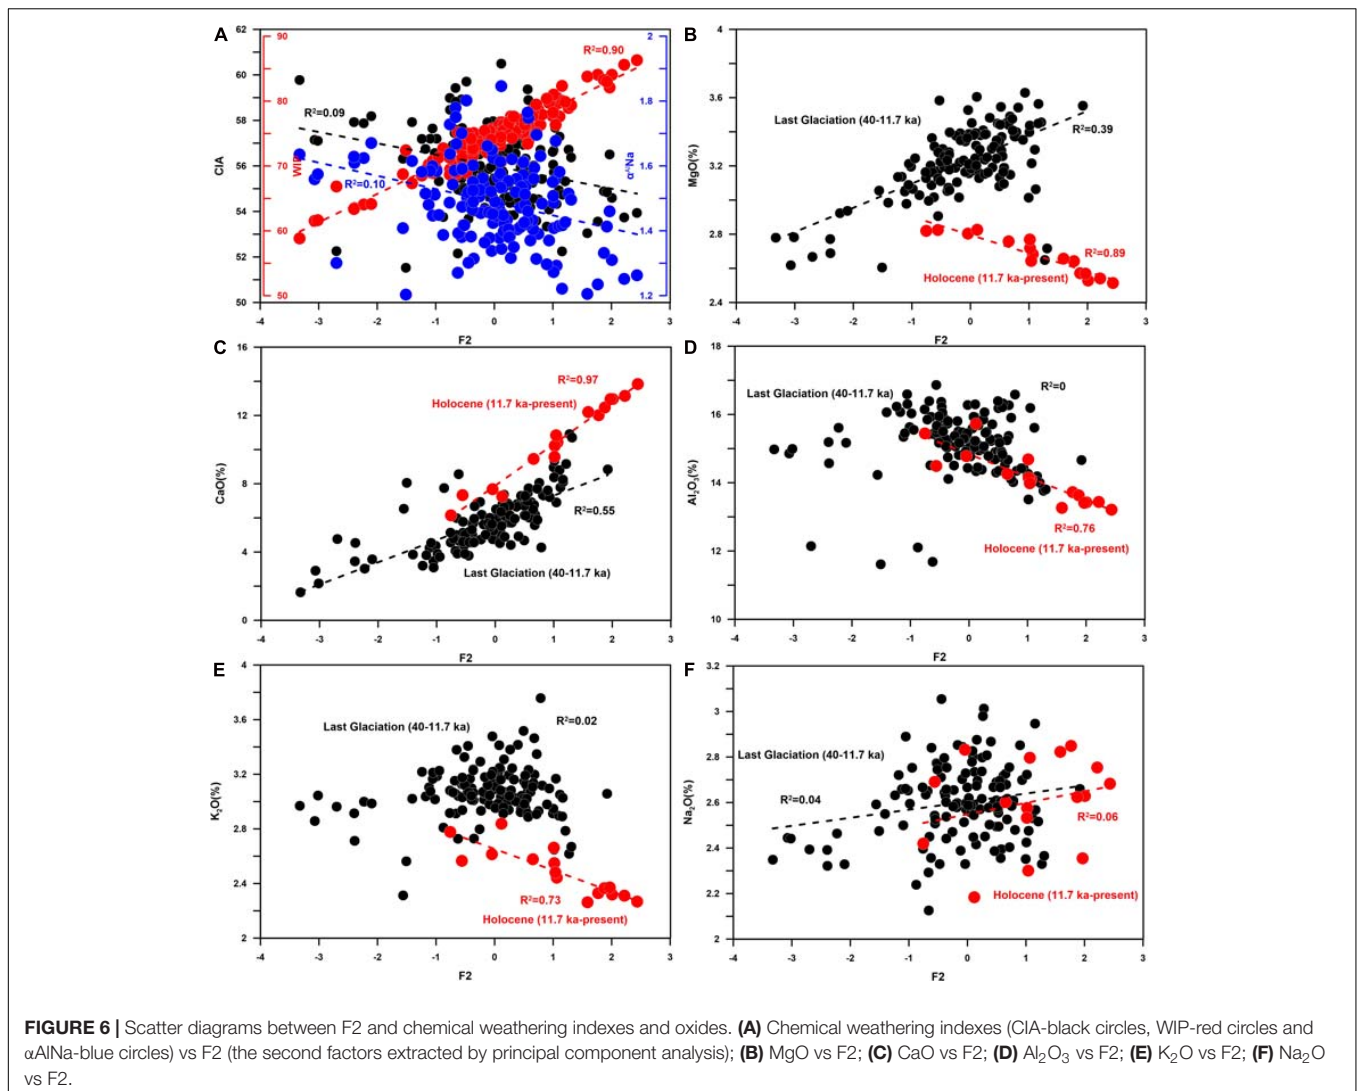 A
62
60
58
56
54
52
50
CIA
90
80
70
60
50
WIP
2
1.8
1.6
1.4
1.2
αᴬˡNa
R²=0.90
R²=0.09
R²=0.10
-4 -3 -2 -1 0 1 2 3
F2
B
4
3.6
3.2
2.8
2.4
MgO(%)
Last Glaciation (40-11.7 ka)
R²=0.39
R²=0.89
Holocene (11.7 ka-present)
-4 -3 -2 -1 0 1 2 3
F2
C
16
12
8
4
0
CaO(%)
R²=0.97
Holocene (11.7 ka-present)
R²=0.55
Last Glaciation (40-11.7 ka)
-4 -3 -2 -1 0 1 2 3
F2
D
18
16
14
12
10
Al₂O₃(%)
Last Glaciation (40-11.7 ka)
R²=0
R²=0.76
Holocene (11.7 ka-present)
-4 -3 -2 -1 0 1 2 3
F2
E
4
3.6
3.2
2.8
2.4
2
K₂O(%)
Last Glaciation (40-11.7 ka)
R²=0.02
R²=0.73
Holocene (11.7 ka-present)
-4 -3 -2 -1 0 1 2 3
F2
F
3.2
3
2.8
2.6
2.4
2.2
2
Na₂O(%)
Last Glaciation (40-11.7 ka)
R²=0.04
R²=0.06
Holocene (11.7 ka-present)
-4 -3 -2 -1 0 1 2 3
F2
FIGURE 6 | Scatter diagrams between F2 and chemical weathering indexes and oxides. (A) Chemical weathering indexes (CIA-black circles, WIP-red circles and
αAlNa-blue circles) vs F2 (the second factors extracted by principal component analysis); (B) MgO vs F2; (C) CaO vs F2; (D) Al₂O₃ vs F2; (E) K₂O vs F2; (F) Na₂O
vs F2.